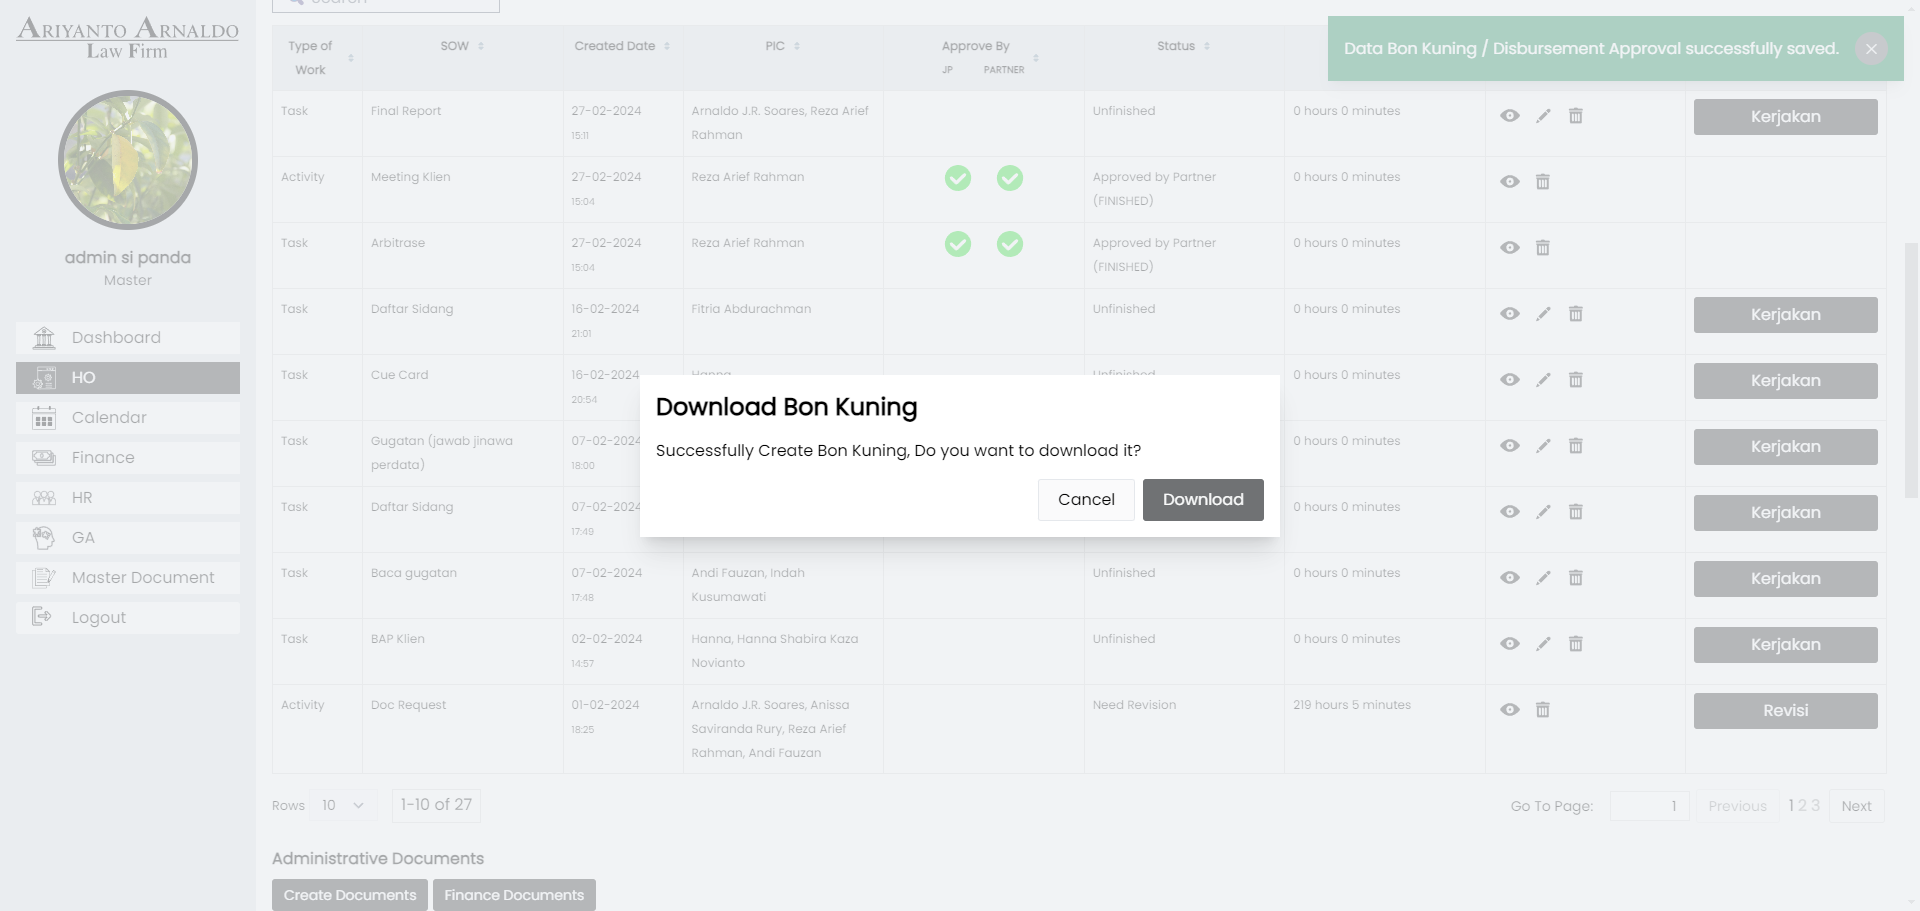 ARIYANTO ARNALDO
Law Firm
admin si panda
Master
Dashboard
HO
Calendar
Finance
HR
GA
Master Document
Logout
Search
Type of Work
SOW
Created Date
PIC
Approve By
JP PARTNER
Status
Data Bon Kuning / Disbursement Approval successfully saved.
Task Final Report 27-02-2024 Arnaldo J.R. Soares, Reza Arief Unfinished 0 hours 0 minutes Kerjakan
15:11 Rahman
Activity Meeting Klien 27-02-2024 Reza Arief Rahman Approved by Partner 0 hours 0 minutes
15:04 (FINISHED)
Task Arbitrase 27-02-2024 Reza Arief Rahman Approved by Partner 0 hours 0 minutes
15:04 (FINISHED)
Task Daftar Sidang 16-02-2024 Fitria Abdurachman Unfinished 0 hours 0 minutes Kerjakan
21:01
Task Cue Card 16-02-2024 Hanna Unfinished 0 hours 0 minutes Kerjakan
20:54
Task Gugatan (jawab jinawa 07-02-2024 0 hours 0 minutes Kerjakan
perdata) 18:00
Task Daftar Sidang 07-02-2024 0 hours 0 minutes Kerjakan
17:49
Download Bon Kuning
Successfully Create Bon Kuning, Do you want to download it?
Cancel Download
Task Baca gugatan 07-02-2024 Andi Fauzan, Indah Unfinished 0 hours 0 minutes Kerjakan
17:48 Kusumawati
Task BAP Klien 02-02-2024 Hanna, Hanna Shabira Kaza Unfinished 0 hours 0 minutes Kerjakan
14:57 Novianto
Activity Doc Request 01-02-2024 Arnaldo J.R. Soares, Anissa Need Revision 219 hours 5 minutes Revisi
18:25 Saviranda Rury, Reza Arief
Rahman, Andi Fauzan
Rows 10 1-10 of 27 Go To Page: 1 Previous 1 2 3 Next
Administrative Documents
Create Documents Finance Documents